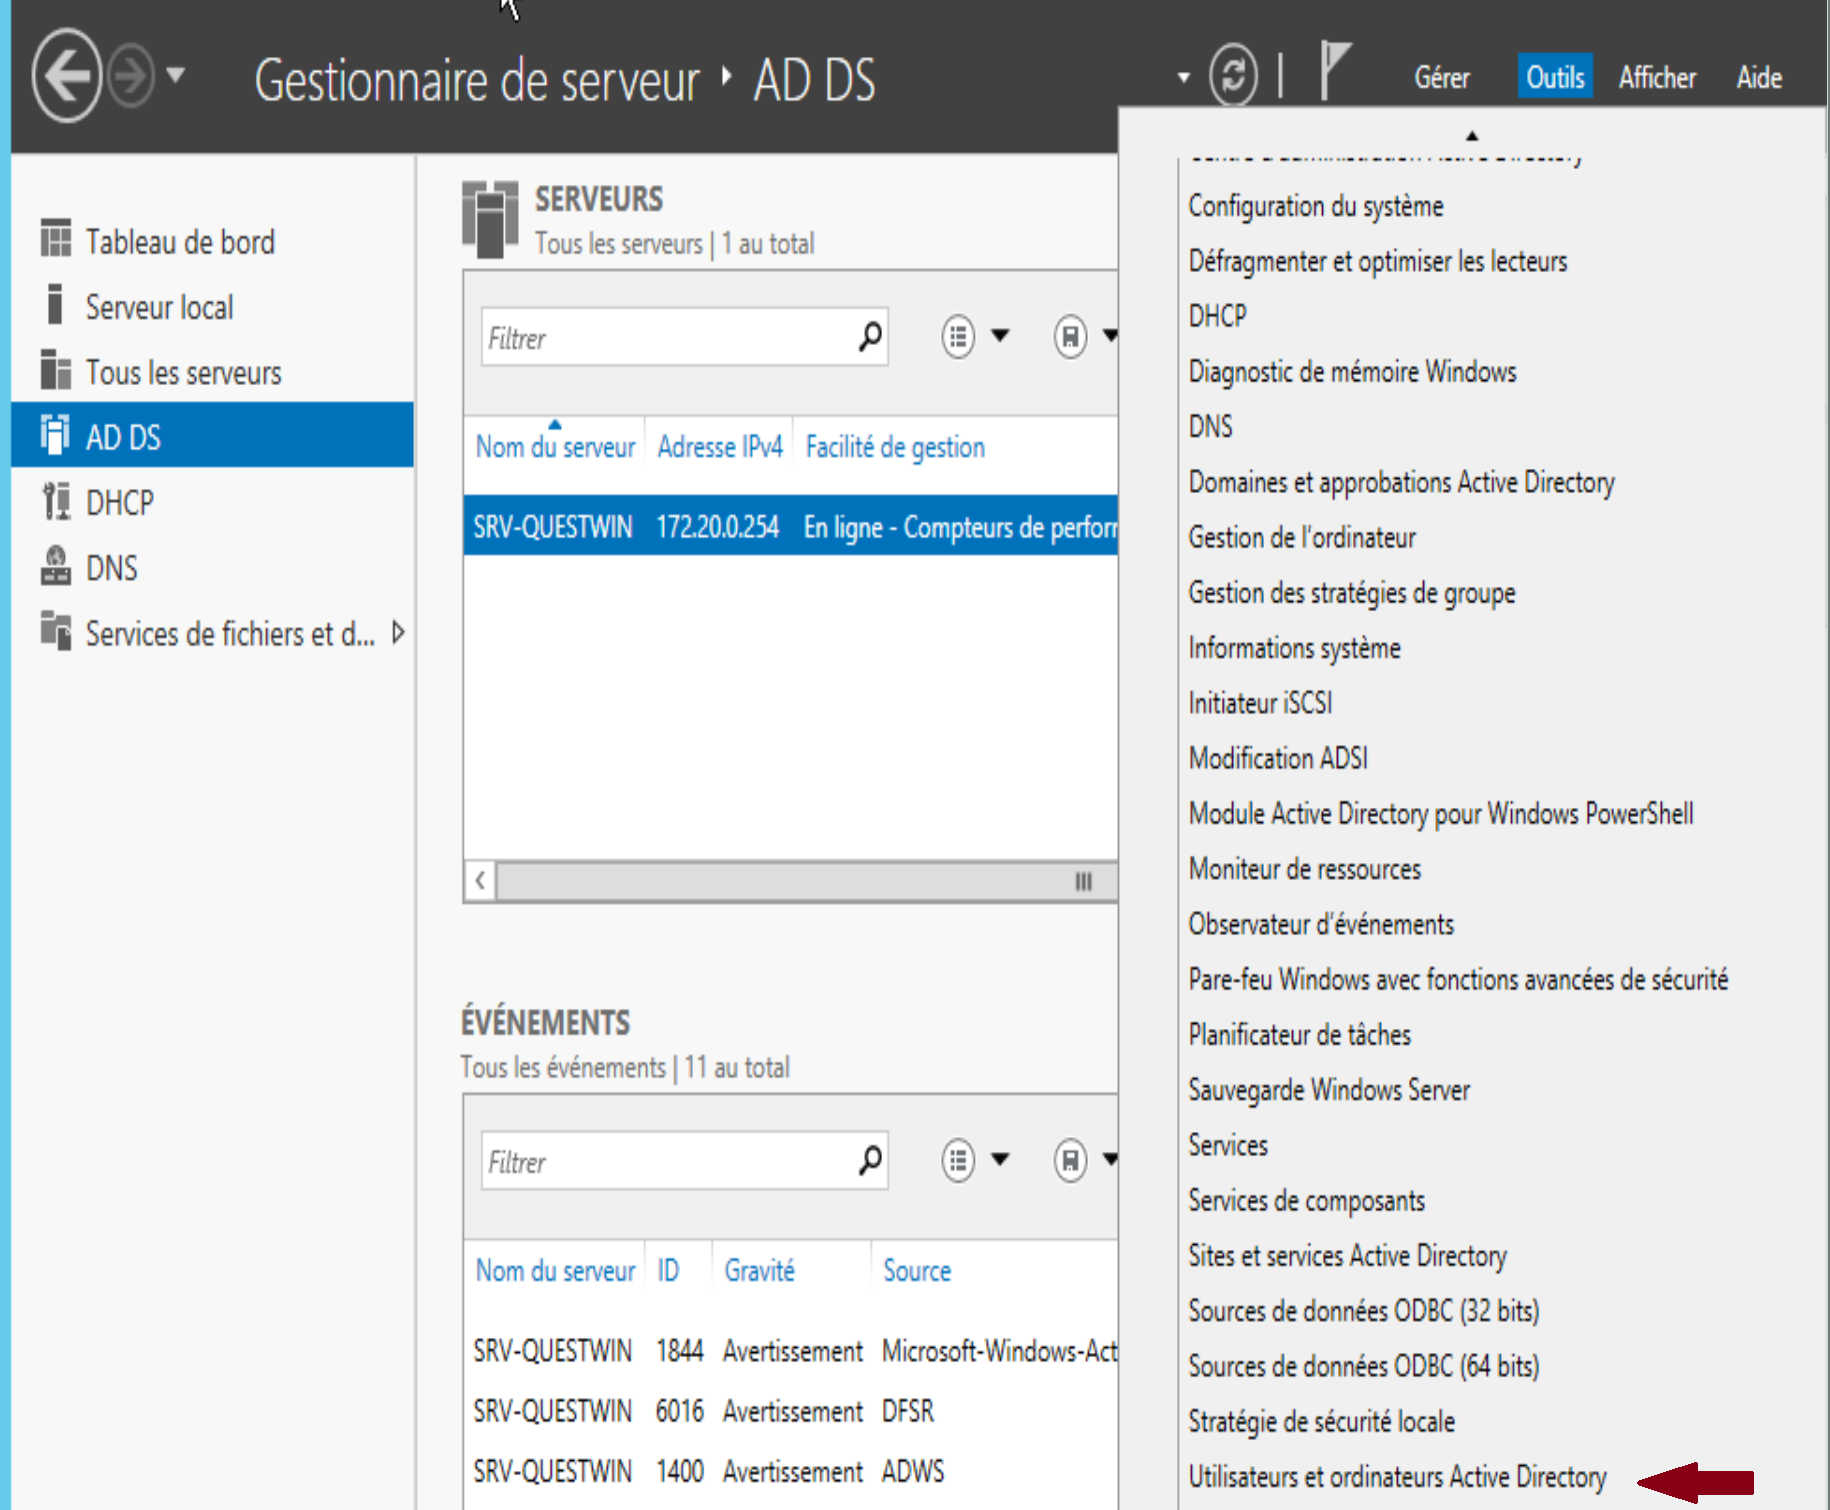 Gestionnaire de serveur ‣ AD DS
Gérer Outils Afficher Aide
Tableau de bord
Serveur local
Tous les serveurs
AD DS
DHCP
DNS
Services de fichiers et d...
SERVEURS
Tous les serveurs | 1 au total
Filtrer
Nom du serveur Adresse IPv4 Facilité de gestion
SRV-QUESTWIN 172.20.0.254 En ligne - Compteurs de perfor
ÉVÉNEMENTS
Tous les événements | 11 au total
Filtrer
Nom du serveur ID Gravité Source
SRV-QUESTWIN 1844 Avertissement Microsoft-Windows-Act
SRV-QUESTWIN 6016 Avertissement DFSR
SRV-QUESTWIN 1400 Avertissement ADWS
Centre d'administration Active Directory
Configuration du système
Défragmenter et optimiser les lecteurs
DHCP
Diagnostic de mémoire Windows
DNS
Domaines et approbations Active Directory
Gestion de l'ordinateur
Gestion des stratégies de groupe
Informations système
Initiateur iSCSI
Modification ADSI
Module Active Directory pour Windows PowerShell
Moniteur de ressources
Observateur d'événements
Pare-feu Windows avec fonctions avancées de sécurité
Planificateur de tâches
Sauvegarde Windows Server
Services
Services de composants
Sites et services Active Directory
Sources de données ODBC (32 bits)
Sources de données ODBC (64 bits)
Stratégie de sécurité locale
Utilisateurs et ordinateurs Active Directory